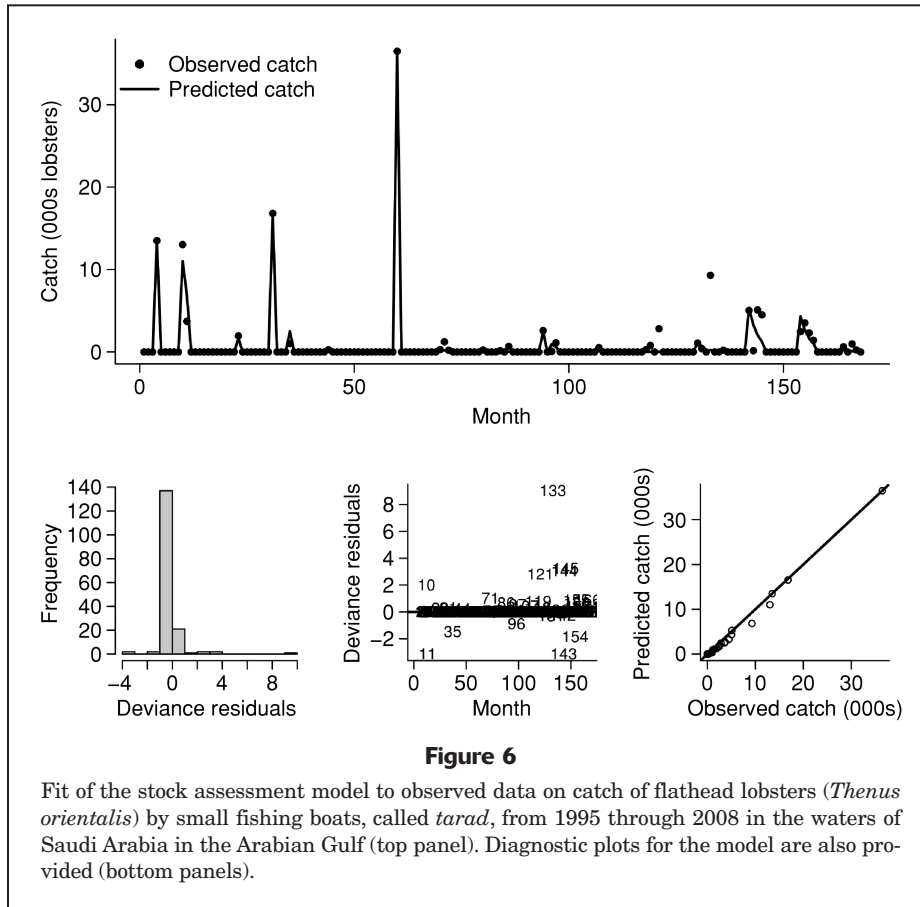 Observed catch
Predicted catch
Catch (000s lobsters)
30
20
10
0
0 50 100 150
Month
Frequency
140
120
100
80
60
40
20
0
−4 0 4 8
Deviance residuals
Deviance residuals
8
6
4
2
0
−2
133
145
121
10
71
119
35
96
154
11
143
0 50 100 150
Month
Predicted catch (000s)
30
20
10
0
0 10 20 30
Observed catch (000s)
Figure 6
Fit of the stock assessment model to observed data on catch of flathead lobsters (Thenus
orientalis) by small fishing boats, called tarad, from 1995 through 2008 in the waters of
Saudi Arabia in the Arabian Gulf (top panel). Diagnostic plots for the model are also pro-
vided (bottom panels).